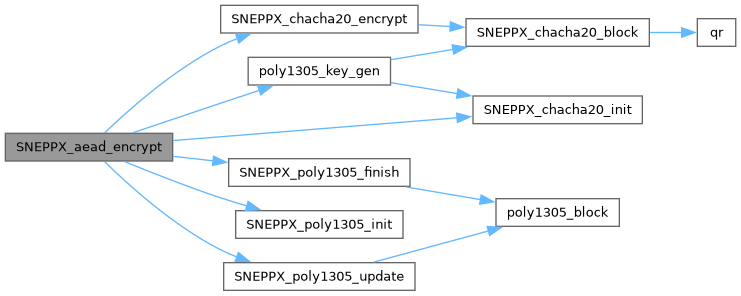 SNEPPX_aead_encrypt
SNEPPX_chacha20_encrypt
poly1305_key_gen
SNEPPX_poly1305_finish
SNEPPX_poly1305_init
SNEPPX_poly1305_update
SNEPPX_chacha20_block
SNEPPX_chacha20_init
poly1305_block
qr